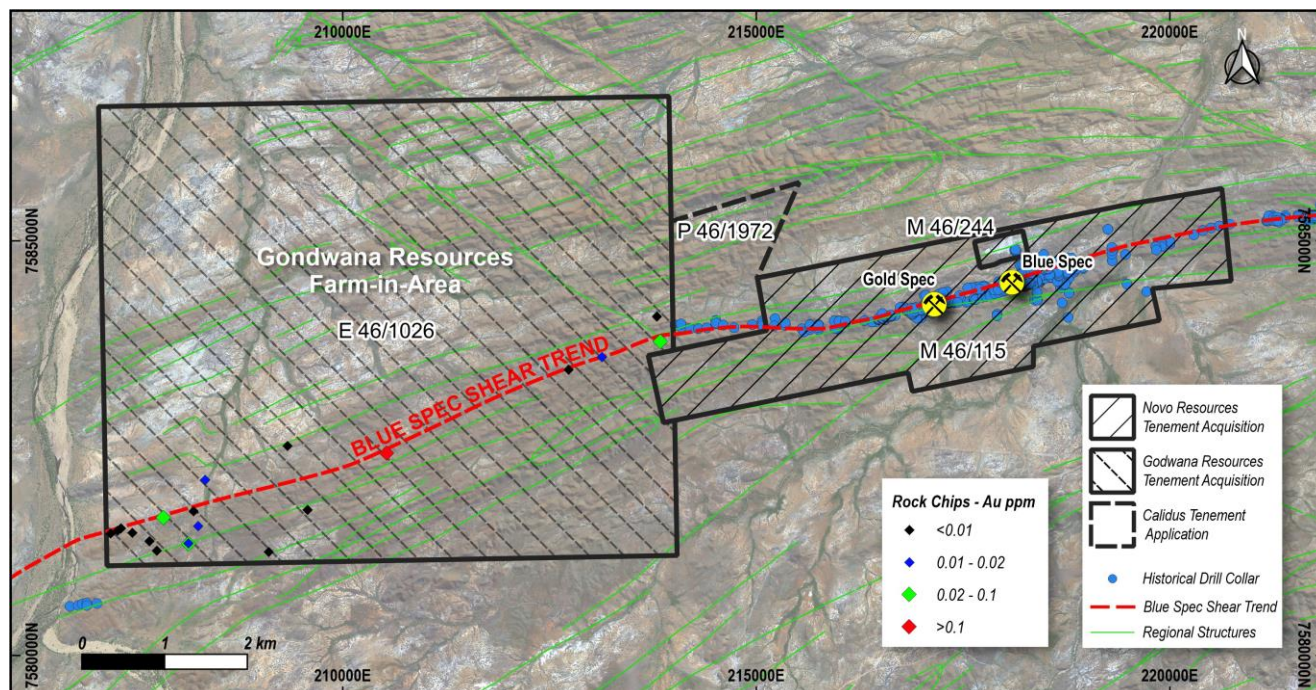 210000E
215000E
220000E
N
7585000N
7585000N
P 46/1972
M 46/244
Gondwana Resources
Farm-in-Area
Blue Spec
Gold Spec
E 46/1026
BLUE SPEC SHEAR TREND
M 46/115
Rock Chips - Au ppm
<0.01
0.01 - 0.02
0.02 - 0.1
>0.1
Novo Resources
Tenement Acquisition
Godwana Resources
Tenement Acquisition
Calidus Tenement
Application
Historical Drill Collar
Blue Spec Shear Trend
Regional Structures
0
1
2 km
7580000N
7580000N
210000E
215000E
220000E